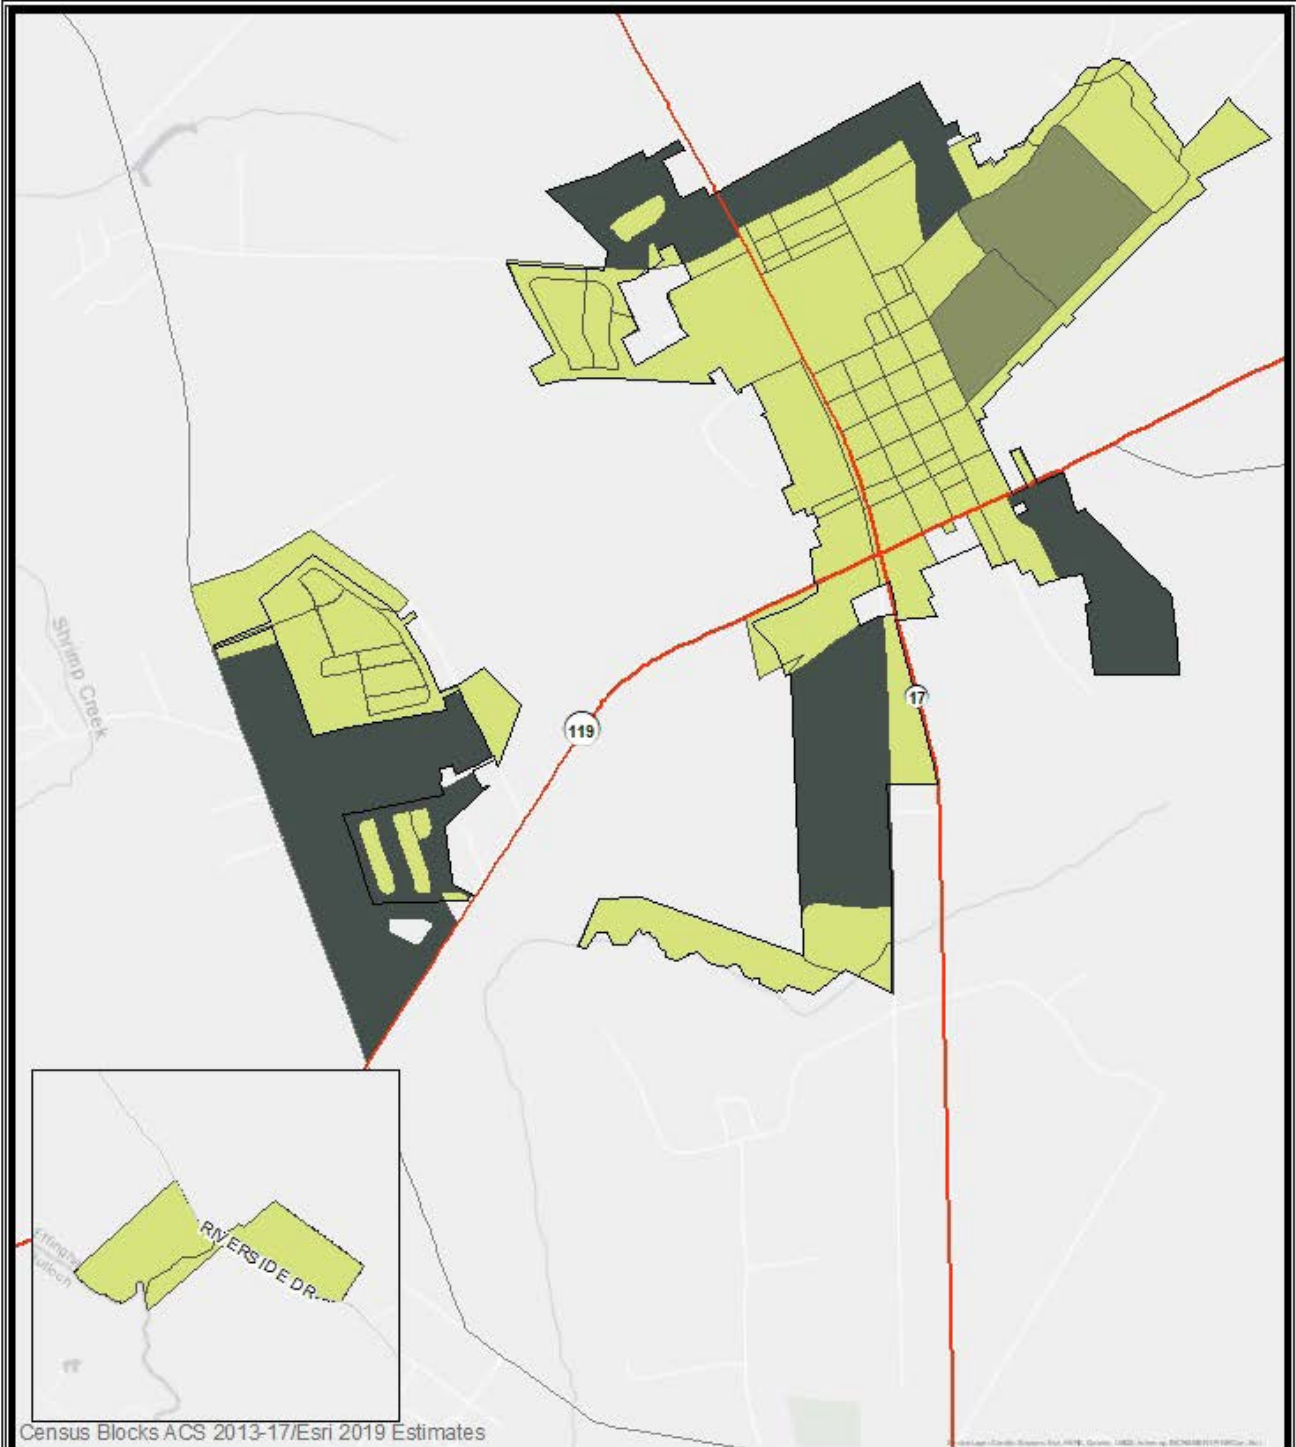 Shrimp Creek
17
119
RIVERSIDE DR
Census Blocks ACS 2013-17/Esri 2019 Estimates